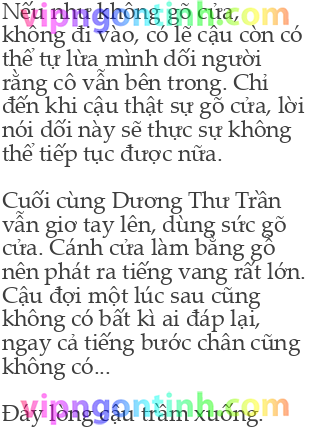 vipngontinh.com
Nếu như không gõ cửa,
không đi vào, có lẽ cậu còn có
thể tự lừa mình dối người
rằng cô vẫn bên trong. Chỉ
đến khi cậu thật sự gõ cửa, lời
nói dối này sẽ thực sự không
thể tiếp tục được nữa.
Cuối cùng Dương Thư Trần
vẫn giơ tay lên, dùng sức gõ
cửa. Cánh cửa làm bằng gỗ
nên phát ra tiếng vang rất lớn.
Cậu đợi một lúc sau cũng
không có bất kì ai đáp lại,
ngay cả tiếng bước chân cũng
không có...
vipngontinh.com
Đáy lòng cậu trầm xuống.